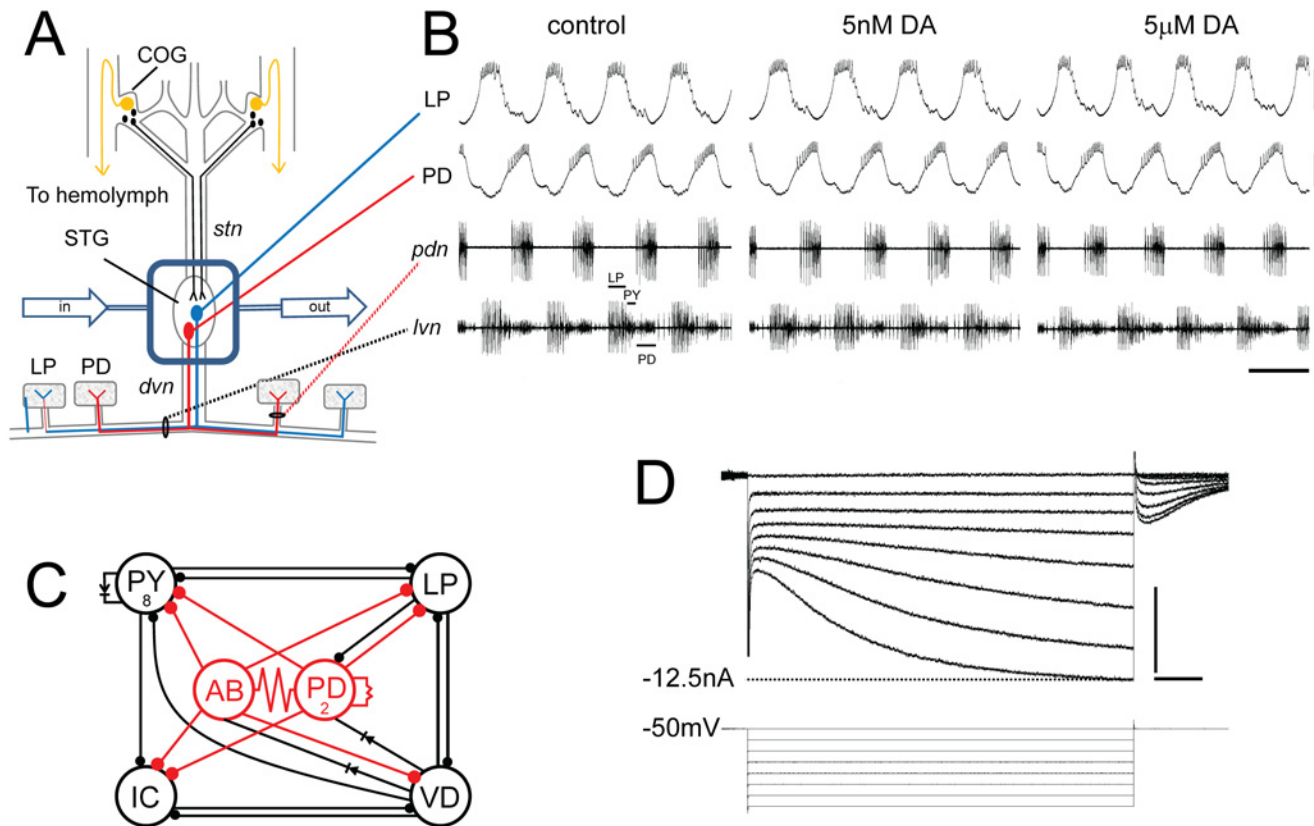 A
COG
To hemolymph
stn
STG
in
out
LP
PD
dvn
B
control
5nM DA
5μM DA
LP
PD
pdn
LP
PY
lvn
PD
C
PY
8
LP
AB
PD
2
IC
VD
D
-12.5nA
-50mV